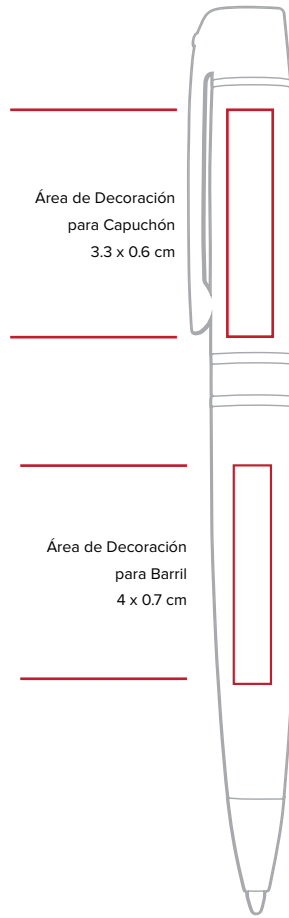 Área de Decoración
para Capuchón
3.3 x 0.6 cm
Área de Decoración
para Barril
4 x 0.7 cm